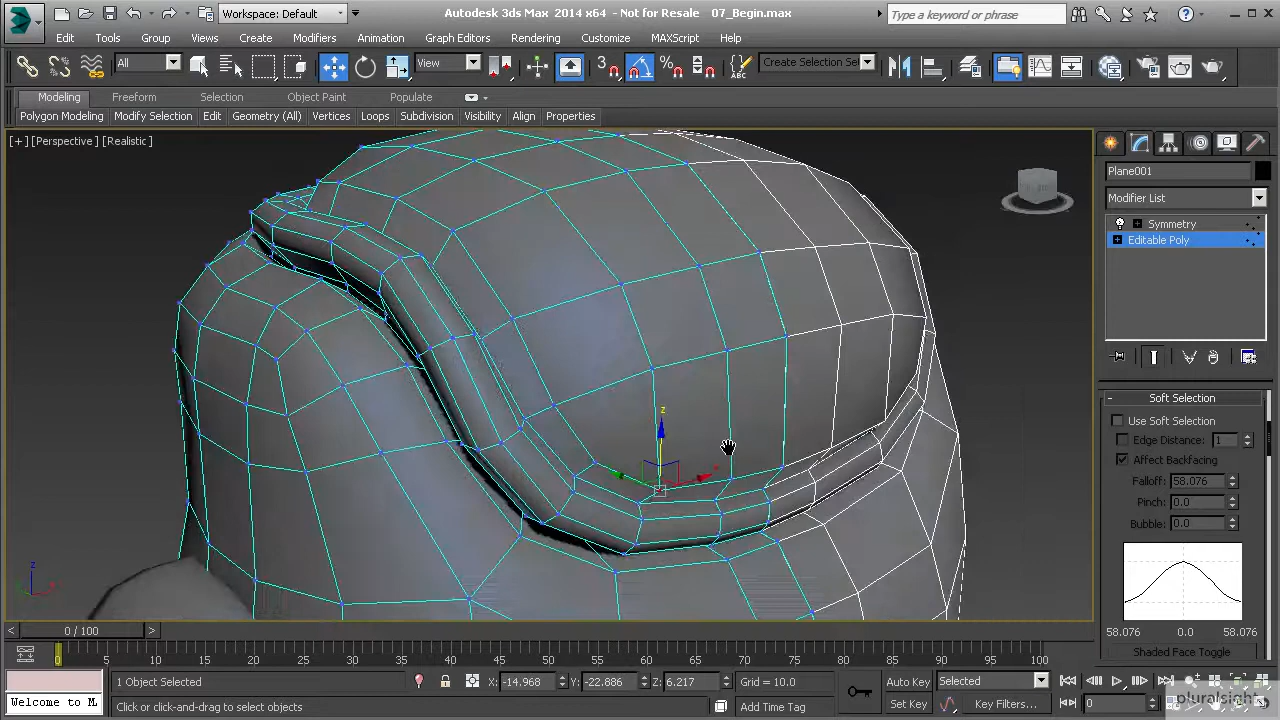 Workspace: Default
Autodesk 3ds Max 2014 x64 - Not for Resale 07_Begin.max
Type a keyword or phrase
Edit Tools Group Views Create Modifiers Animation Graph Editors Rendering Customize MAXScript Help
All View 3 % Create Selection Se ABC
Modeling Freeform Selection Object Paint Populate
Polygon Modeling Modify Selection Edit Geometry (All) Vertices Loops Subdivision Visibility Align Properties
[+] [Perspective] [Realistic]
Plane001
Modifier List
Symmetry
Editable Poly
Soft Selection
Use Soft Selection
Edge Distance: 1
Affect Backfacing
Falloff: 58.076
Pinch: 0.0
Bubble: 0.0
58.076 0.0 58.076
Shaded Face Toggle
z
z
< 0 / 100 >
0 5 10 15 20 25 30 35 40 45 50 55 60 65 70 75 80 85 90 95 100
1 Object Selected X: -14.968 Y: -22.886 Z: 6.217 Grid = 10.0 Auto Key Selected
Welcome to M Click or click-and-drag to select objects Add Time Tag Set Key Key Filters... 0
pluralsight